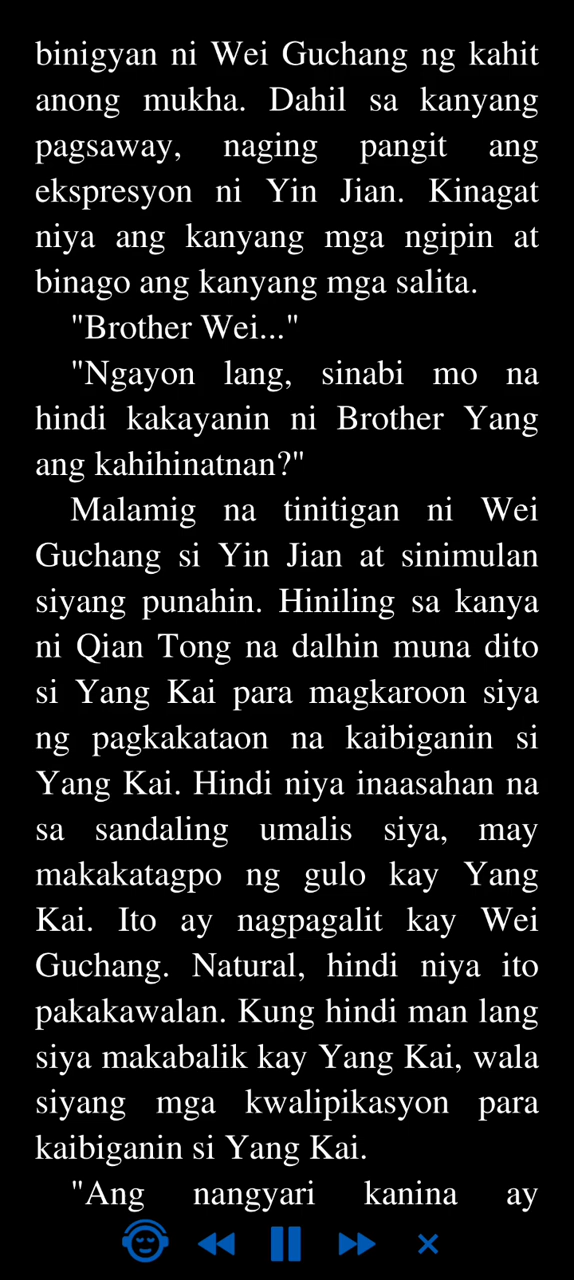 binigyan ni Wei Guchang ng kahit
anong mukha. Dahil sa kanyang
pagsaway, naging pangit ang
ekspresyon ni Yin Jian. Kinagat
niya ang kanyang mga ngipin at
binago ang kanyang mga salita.
"Brother Wei..."
"Ngayon lang, sinabi mo na
hindi kakayanin ni Brother Yang
ang kahihinatnan?"
Malamig na tinitigan ni Wei
Guchang si Yin Jian at sinimulan
siyang punahin. Hiniling sa kanya
ni Qian Tong na dalhin muna dito
si Yang Kai para magkaroon siya
ng pagkakataon na kaibiganin si
Yang Kai. Hindi niya inaasahan na
sa sandaling umalis siya, may
makakatagpo ng gulo kay Yang
Kai. Ito ay nagpagalit kay Wei
Guchang. Natural, hindi niya ito
pakakawalan. Kung hindi man lang
siya makabalik kay Yang Kai, wala
siyang mga kwalipikasyon para
kaibiganin si Yang Kai.
"Ang nangyari kanina ay